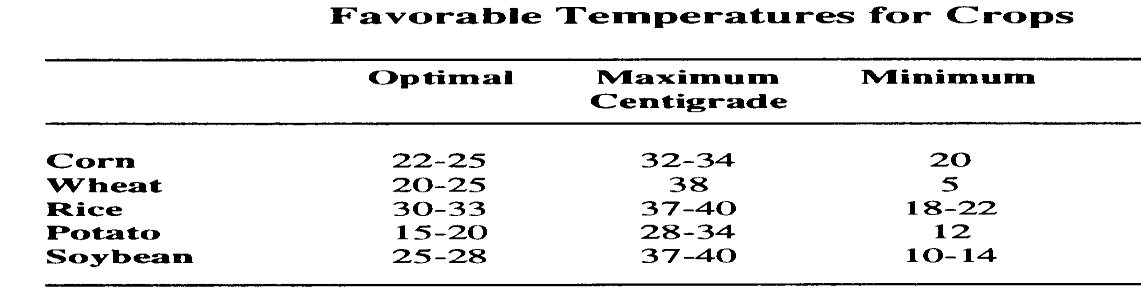 Favorable Temperatures for Crops
Optimal Maximum Minimum
Centigrade
Corn 22-25 32-34 20
Wheat 20-25 38 5
Rice 30-33 37-40 18-22
Potato 15-20 28-34 12
Soybean 25-28 37-40 10-14